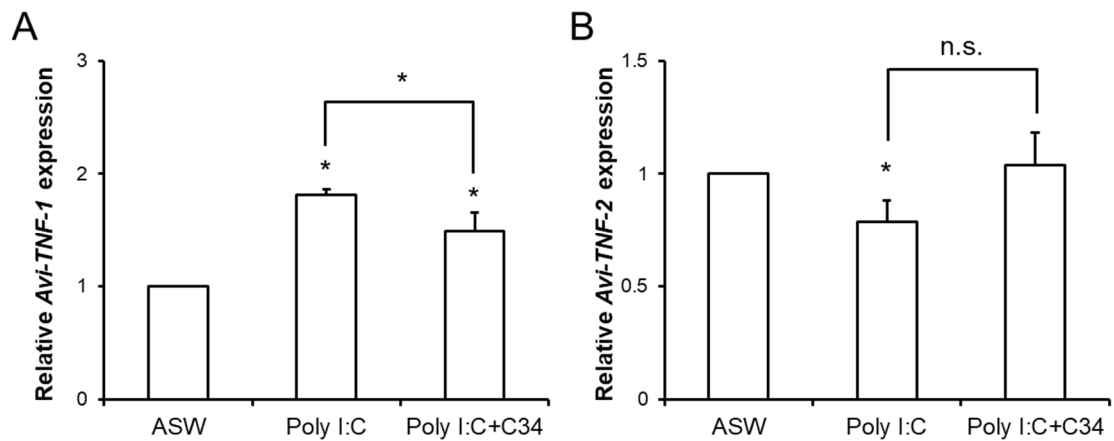 A
Relative Avi-TNF-1 expression
3
2
1
0
*
*
*
ASW
Poly I:C
Poly I:C+C34
B
Relative Avi-TNF-2 expression
1.5
1
0.5
0
n.s.
*
ASW
Poly I:C
Poly I:C+C34